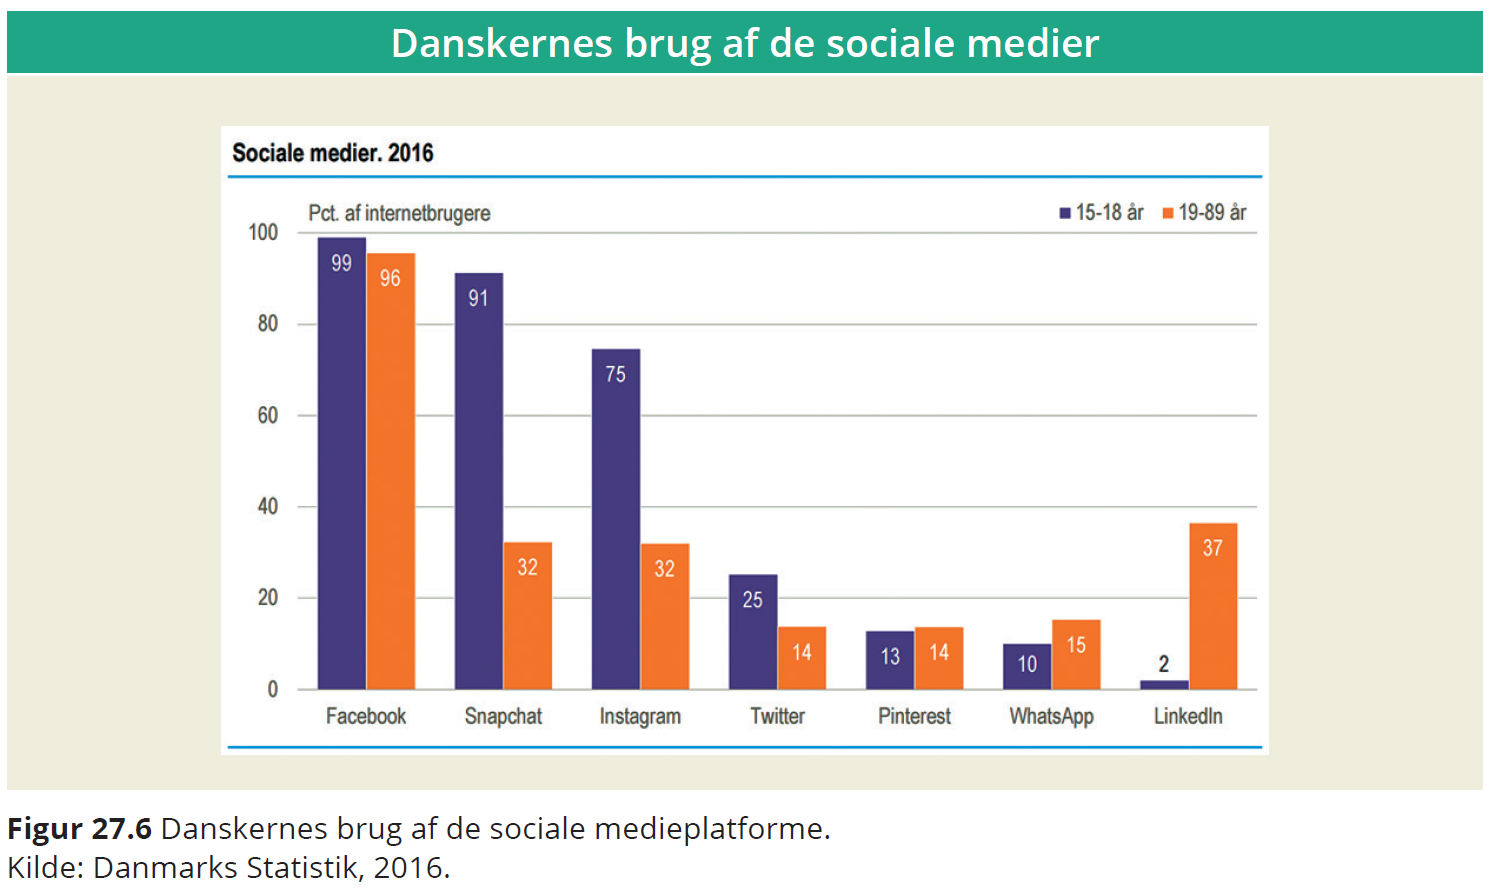 Danskernes brug af de sociale medier
Sociale medier. 2016
Pct. af internetbrugere
15-18 år 19-89 år
100
80
60
40
20
0
99 96
91 32
75 32
25 14
13 14
10 15
2 37
Facebook Snapchat Instagram Twitter Pinterest WhatsApp LinkedIn
Figur 27.6 Danskernes brug af de sociale medieplatforme.
Kilde: Danmarks Statistik, 2016.